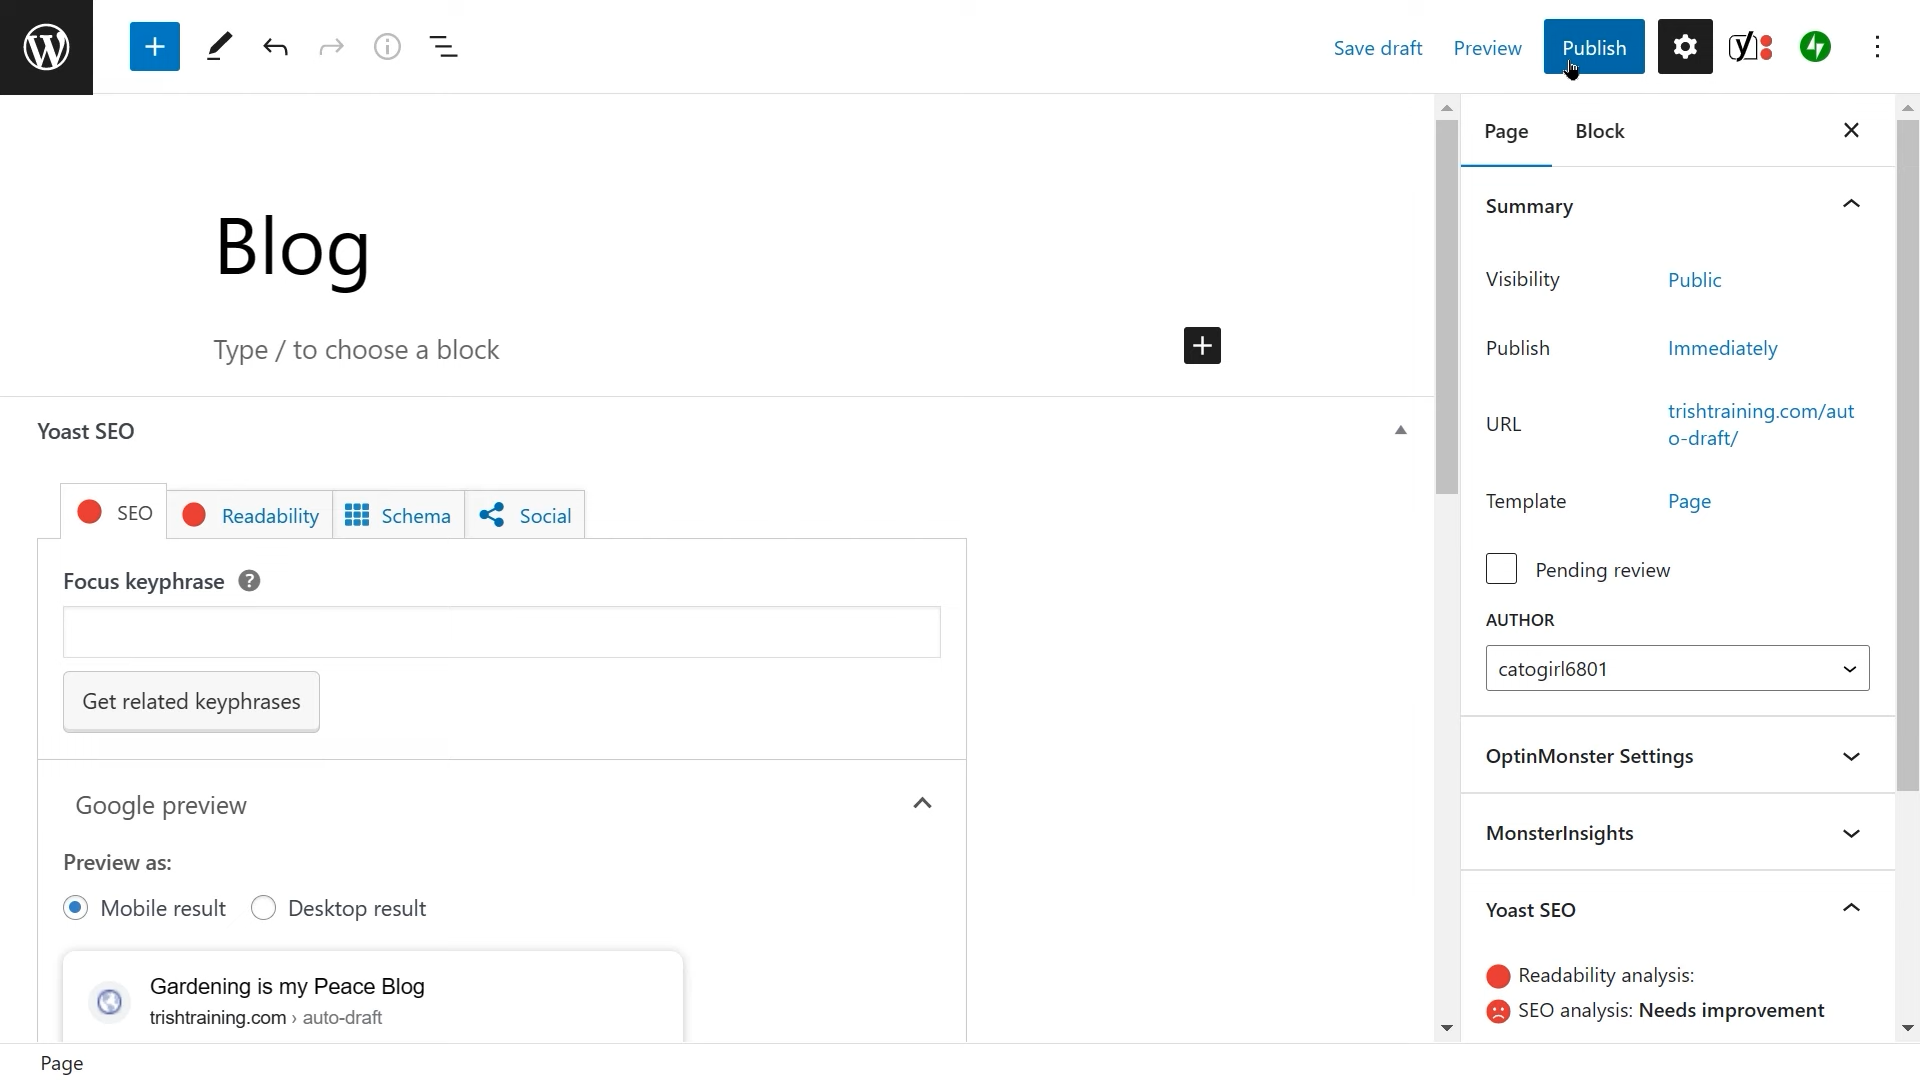 Save draft Preview Publish
Page Block
Summary
Blog
Visibility Public
Type / to choose a block
Publish Immediately
URL trishtraining.com/aut
o-draft/
Yoast SEO
Template Page
SEO Readability Schema Social
Pending review
Focus keyphrase
AUTHOR
catogirl6801
Get related keyphrases
OptinMonster Settings
Google preview
MonsterInsights
Preview as:
Mobile result Desktop result
Yoast SEO
Readability analysis:
Gardening is my Peace Blog
SEO analysis: Needs improvement
trishtraining.com › auto-draft
Page